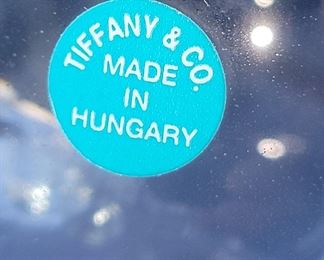 TIFFANY & CO.
MADE
IN
HUNGARY